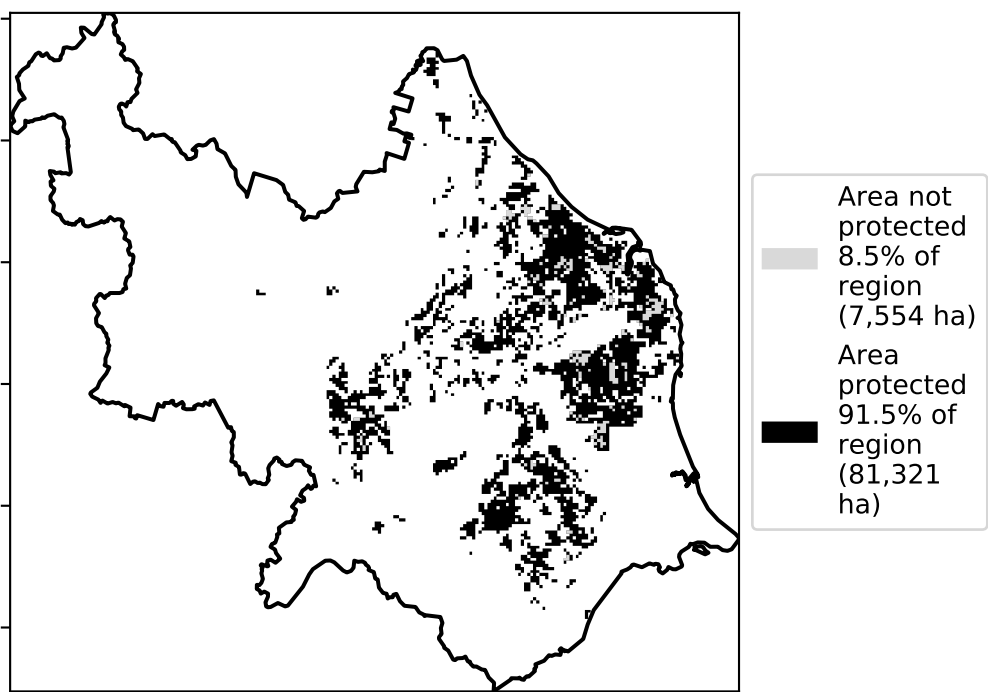 Area not
protected
8.5% of
region
(7,554 ha)
Area
protected
91.5% of
region
(81,321
ha)